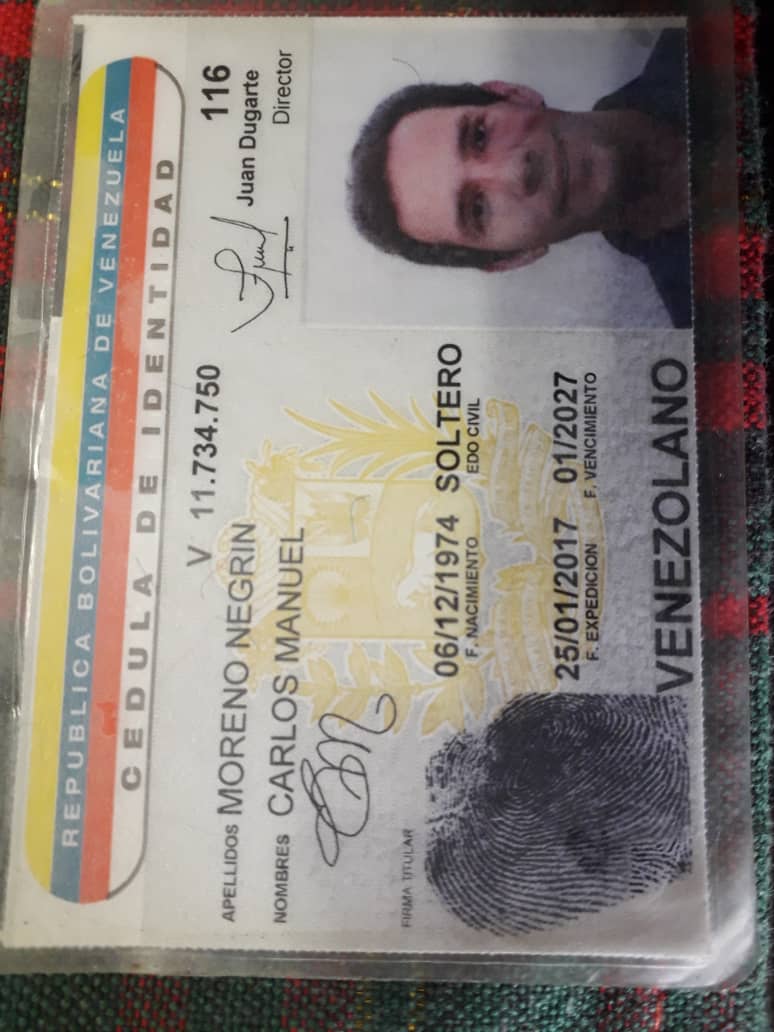 REPUBLICA BOLIVARIANA DE VENEZUELA
CEDULA DE IDENTIDAD
V 11.734.750
116
APELLIDOS MORENO NEGRIN
Juan Dugarte
NOMBRES CARLOS MANUEL
Director
FIRMA TITULAR
06/12/1974 SOLTERO
F. NACIMIENTO EDO CIVIL
25/01/2017 01/2027
F. EXPEDICION F. VENCIMIENTO
VENEZOLANO